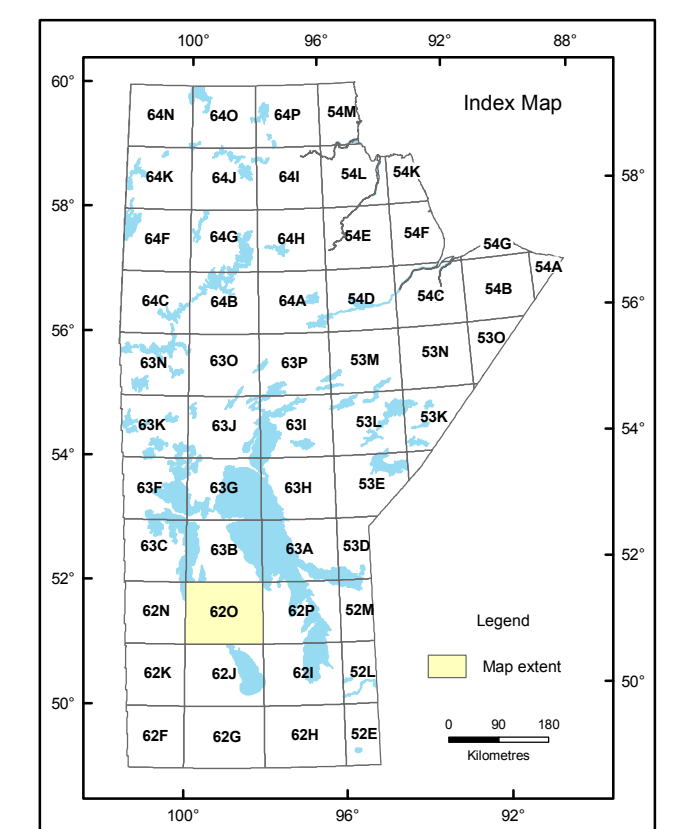 100° 96° 92° 88°
60°
Index Map
64N 64O 64P 54M
64K 64J 64I 54L 54K
58° 58°
64F 64G 64H 54E 54F 54G
54A
64C 64B 64A 54D 54C 54B
56° 56°
63N 63O 63P 53M 53N 53O
63K 63J 63I 53L 53K
54° 54°
63F 63G 63H 53E
63C 63B 63A 53D
52° 52°
62N 62O 62P 52M
Legend
62K 62J 62I 52L
Map extent
50° 50°
62F 62G 62H 52E
0 90 180
Kilometres
100° 96° 92°